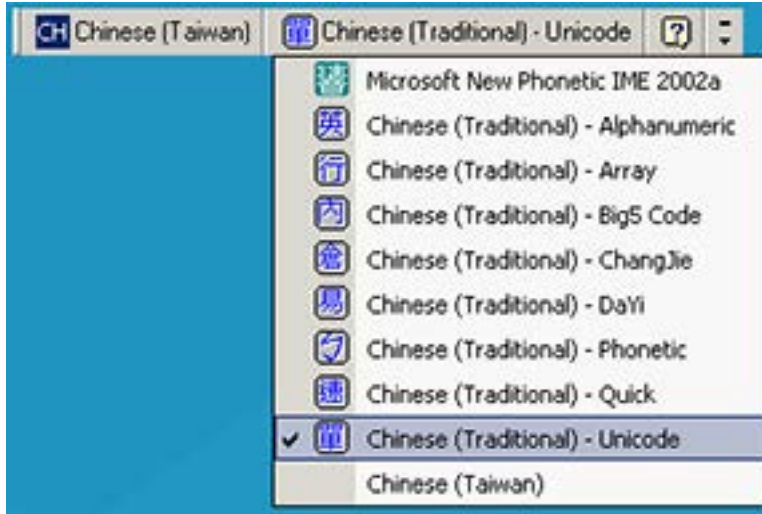 CH Chinese (Taiwan) 單 Chinese (Traditional) - Unicode ?
Microsoft New Phonetic IME 2002a
英 Chinese (Traditional) - Alphanumeric
行 Chinese (Traditional) - Array
內 Chinese (Traditional) - Big5 Code
倉 Chinese (Traditional) - ChangJie
易 Chinese (Traditional) - DaYi
ㄅ Chinese (Traditional) - Phonetic
速 Chinese (Traditional) - Quick
單 Chinese (Traditional) - Unicode
Chinese (Taiwan)